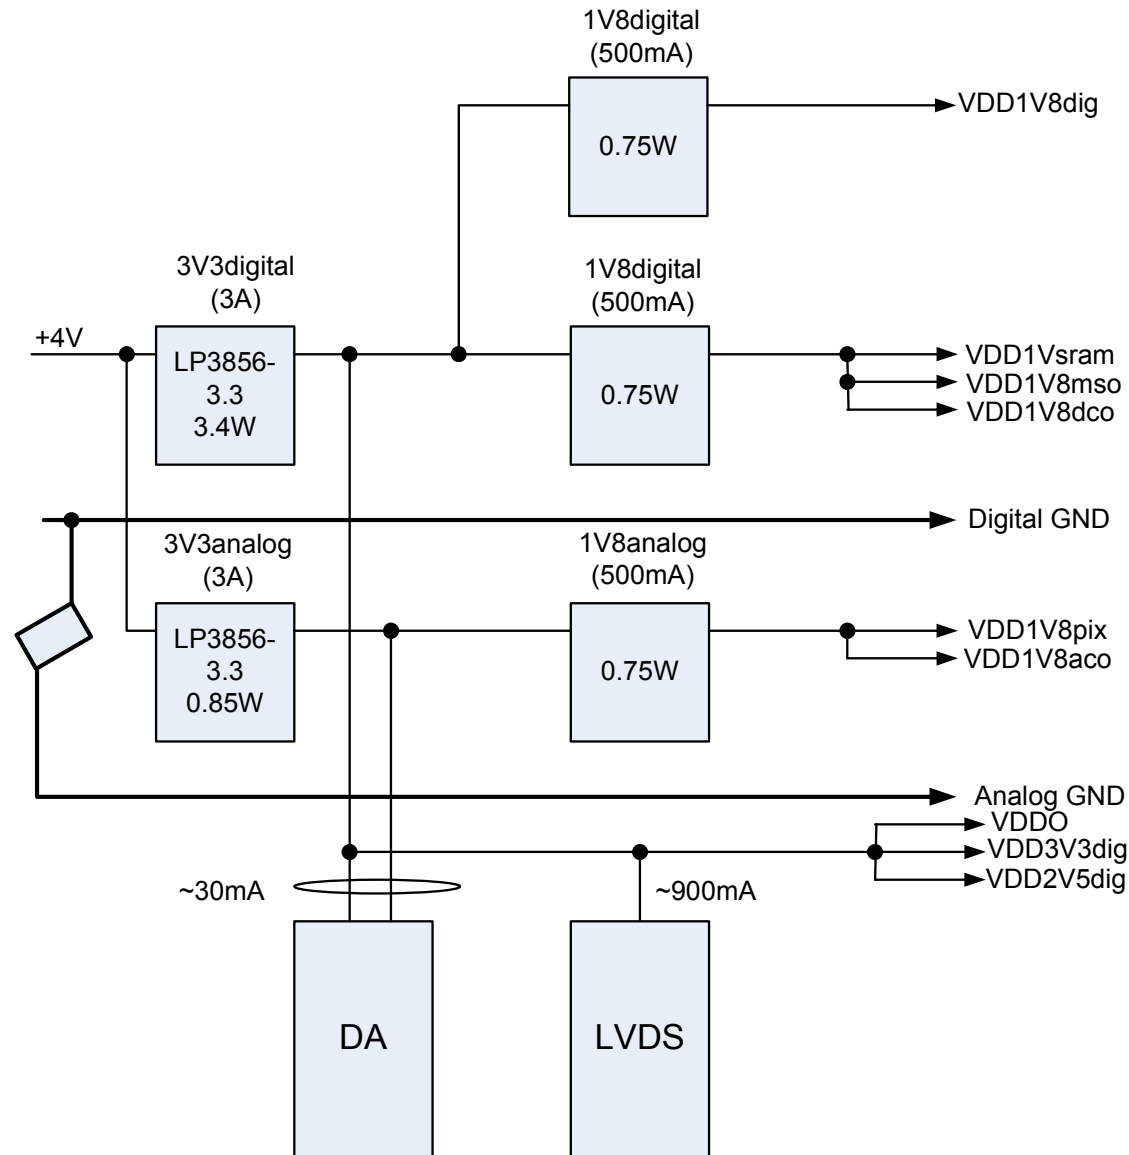 1V8digital
(500mA)
0.75W
VDD1V8dig
3V3digital
(3A)
1V8digital
(500mA)
+4V
LP3856-
3.3
3.4W
0.75W
VDD1Vsram
VDD1V8mso
VDD1V8dco
Digital GND
3V3analog
(3A)
1V8analog
(500mA)
LP3856-
3.3
0.85W
0.75W
VDD1V8pix
VDD1V8aco
Analog GND
VDDO
VDD3V3dig
VDD2V5dig
~30mA
~900mA
DA
LVDS